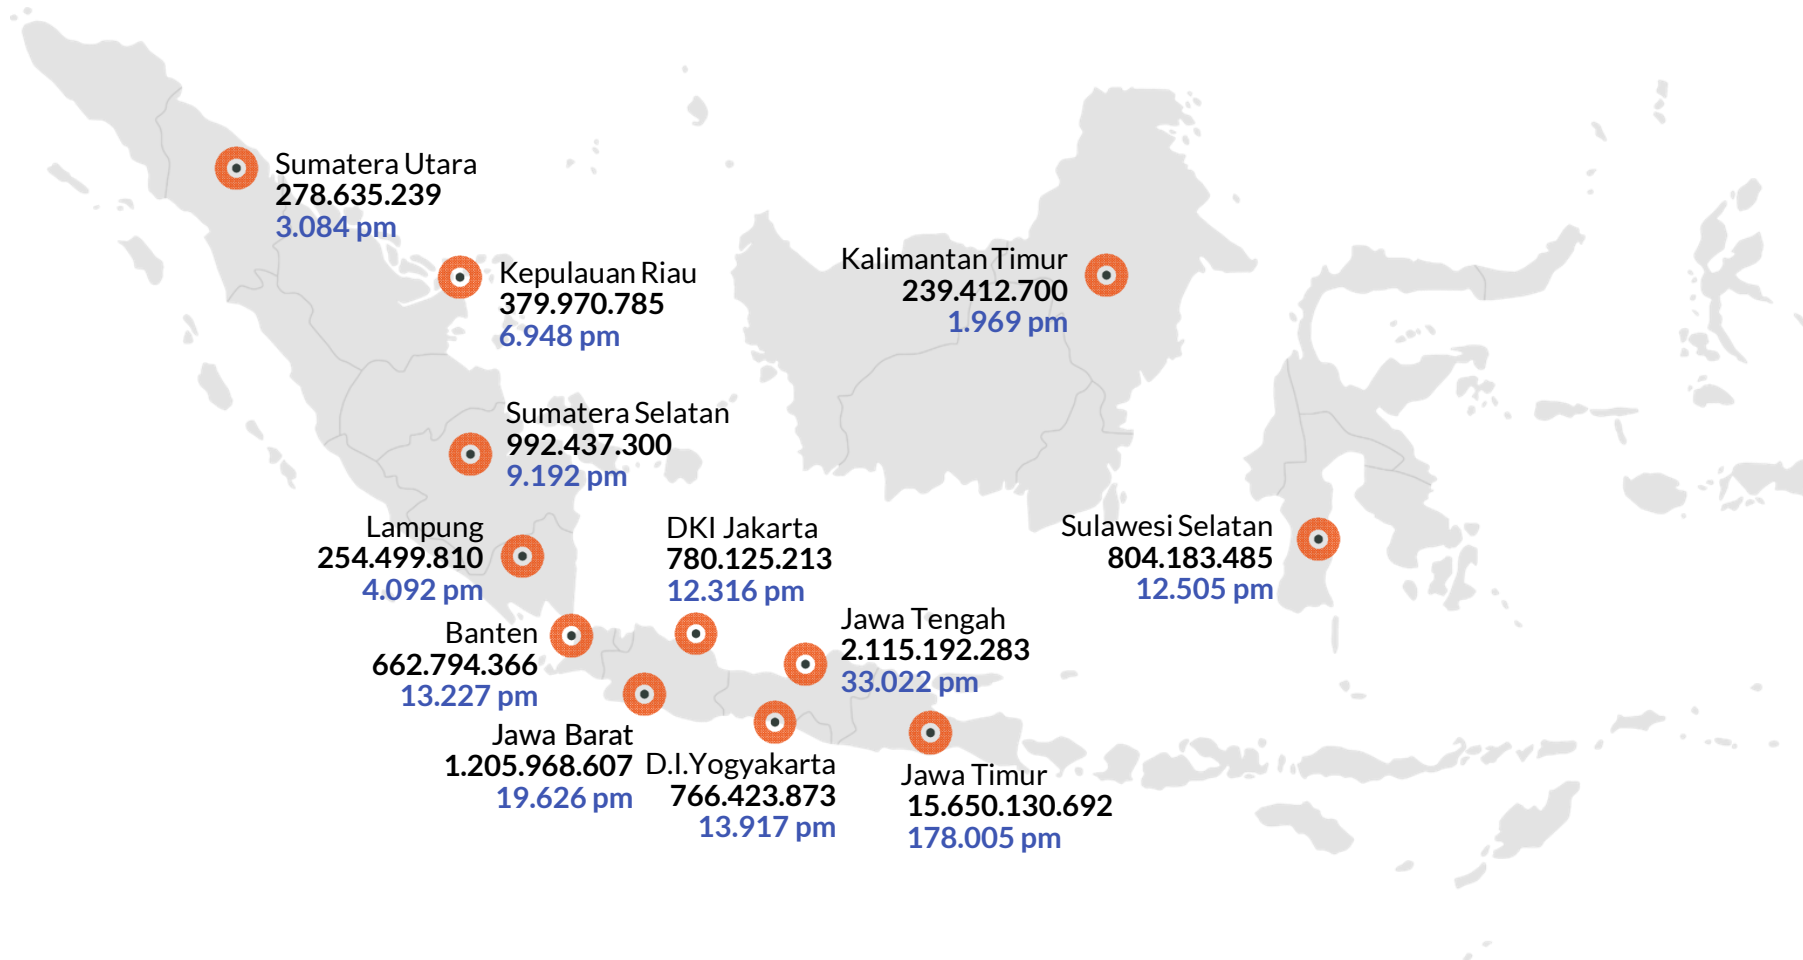 Sumatera Utara
278.635.239
3.084 pm
Kepulauan Riau
379.970.785
6.948 pm
Kalimantan Timur
239.412.700
1.969 pm
Sumatera Selatan
992.437.300
9.192 pm
Lampung
254.499.810
4.092 pm
DKI Jakarta
780.125.213
12.316 pm
Sulawesi Selatan
804.183.485
12.505 pm
Banten
662.794.366
13.227 pm
Jawa Tengah
2.115.192.283
33.022 pm
Jawa Barat
1.205.968.607
19.626 pm
D.I.Yogyakarta
766.423.873
13.917 pm
Jawa Timur
15.650.130.692
178.005 pm